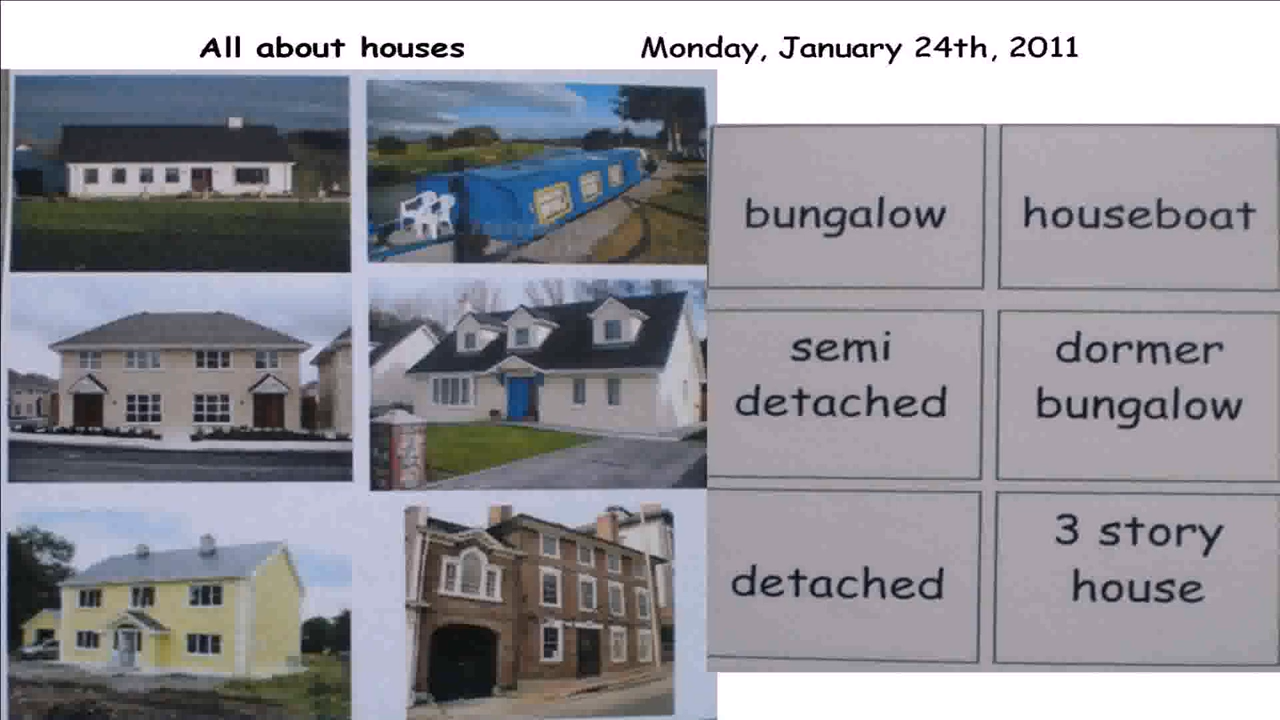 All about houses
Monday, January 24th, 2011
bungalow
houseboat
semi
detached
dormer
bungalow
detached
3 story
house